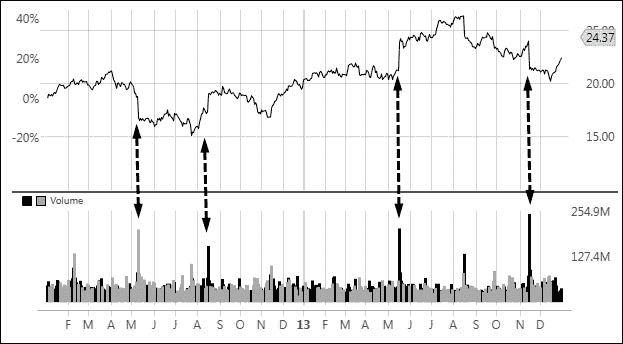 40%
20%
0%
-20%
25.00
24.37
20.00
15.00
Volume
254.9M
127.4M
F M A M J J A S O N D 13 F M A M J J A S O N D